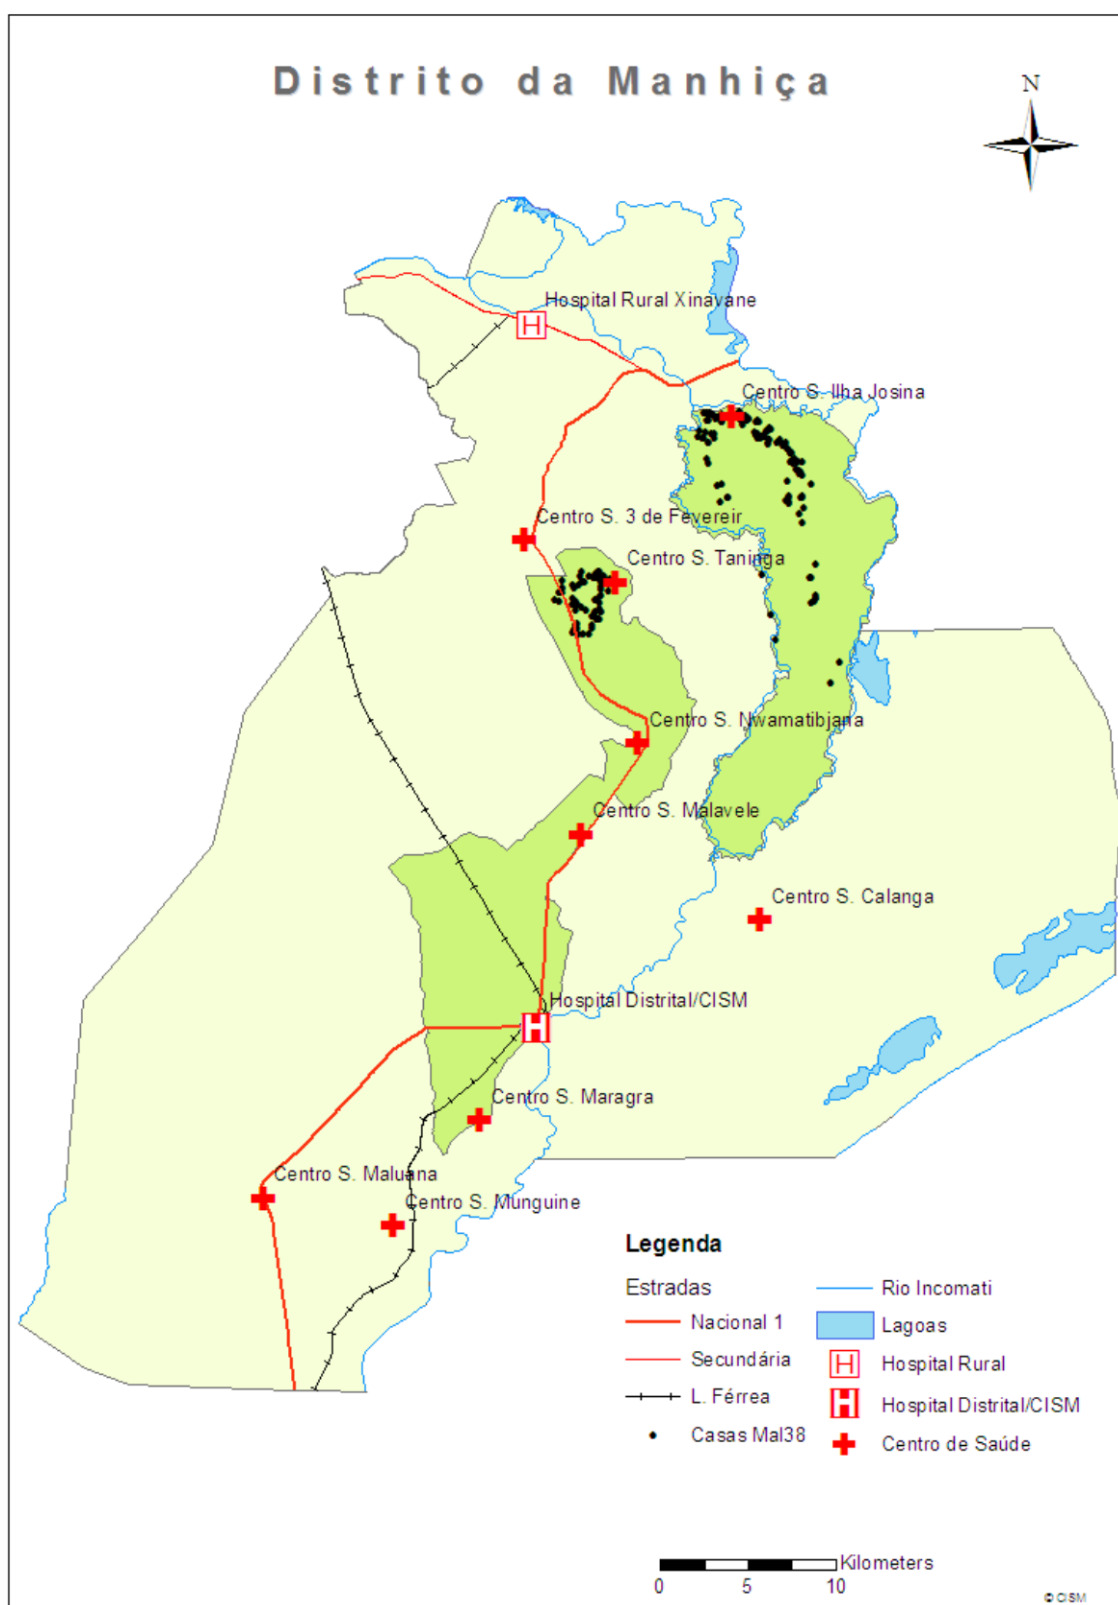 Distrito da Manhiça
N
Hospital Rural Xinavane
Centro S. Ilha Josina
Centro S. 3 de Fevereir
Centro S. Taninga
Centro S. Nwamatibjana
Centro S. Malavele
Centro S. Calanga
Hospital Distrital/CISM
Centro S. Maragra
Centro S. Maluana
Centro S. Munguine
Legenda
Estradas
Nacional 1
Secundária
L. Férrea
Casas Mal38
Rio Incomati
Lagoas
H Hospital Rural
H Hospital Distrital/CISM
Centro de Saúde
Kilometers
0 5 10
© CISM